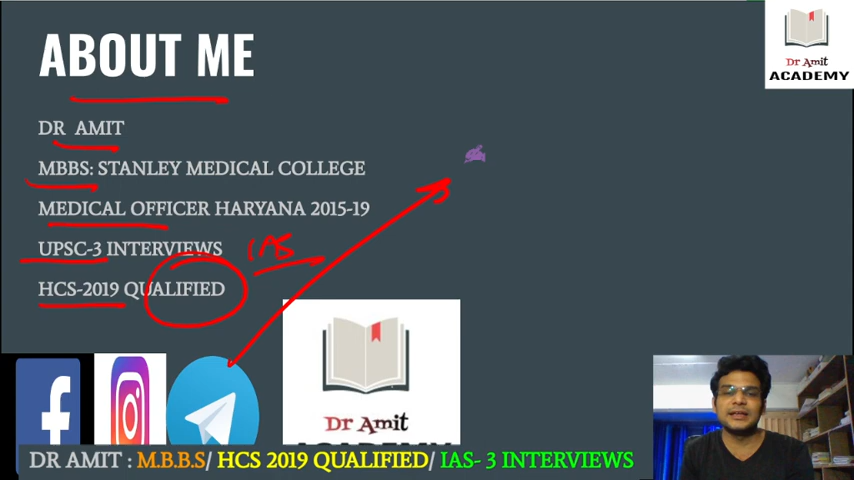 ABOUT ME
Dr Amit
ACADEMY
DR AMIT
MBBS: STANLEY MEDICAL COLLEGE
MEDICAL OFFICER HARYANA 2015-19
UPSC-3 INTERVIEWS
IAS
HCS-2019 QUALIFIED
Dr Amit
ACADEMY
DR AMIT : M.B.B.S/ HCS 2019 QUALIFIED/ IAS- 3 INTERVIEWS